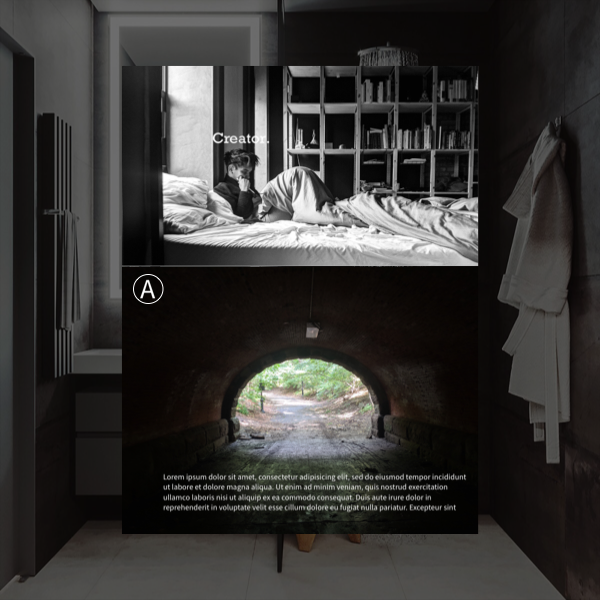 Creator.
A
Lorem ipsum dolor sit amet, consectetur adipisicing elit, sed do eiusmod tempor incididunt
ut labore et dolore magna aliqua. Ut enim ad minim veniam, quis nostrud exercitation
ullamco laboris nisi ut aliquip ex ea commodo consequat. Duis aute irure dolor in
reprehenderit in voluptate velit esse cillum dolore eu fugiat nulla pariatur. Excepteur sint